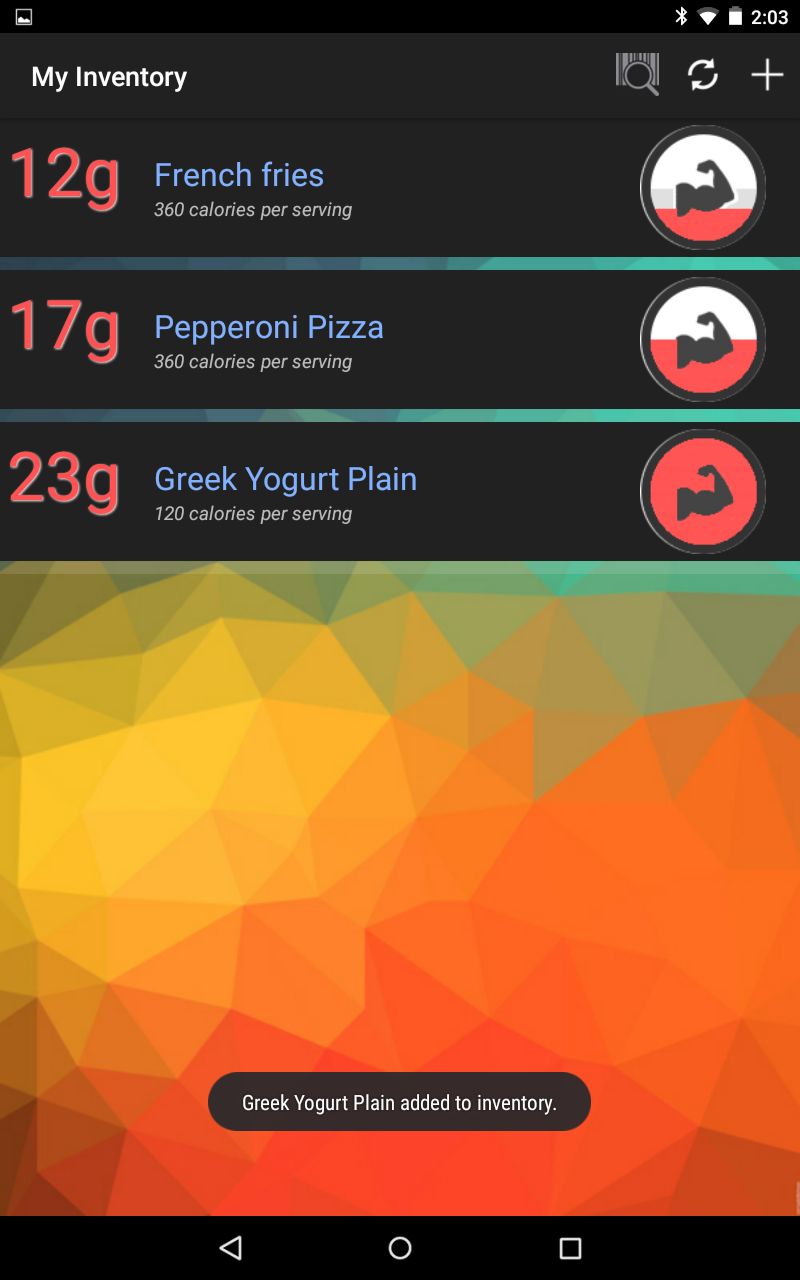 2:03
My Inventory
12g
French fries
360 calories per serving
17g
Pepperoni Pizza
360 calories per serving
23g
Greek Yogurt Plain
120 calories per serving
Greek Yogurt Plain added to inventory.